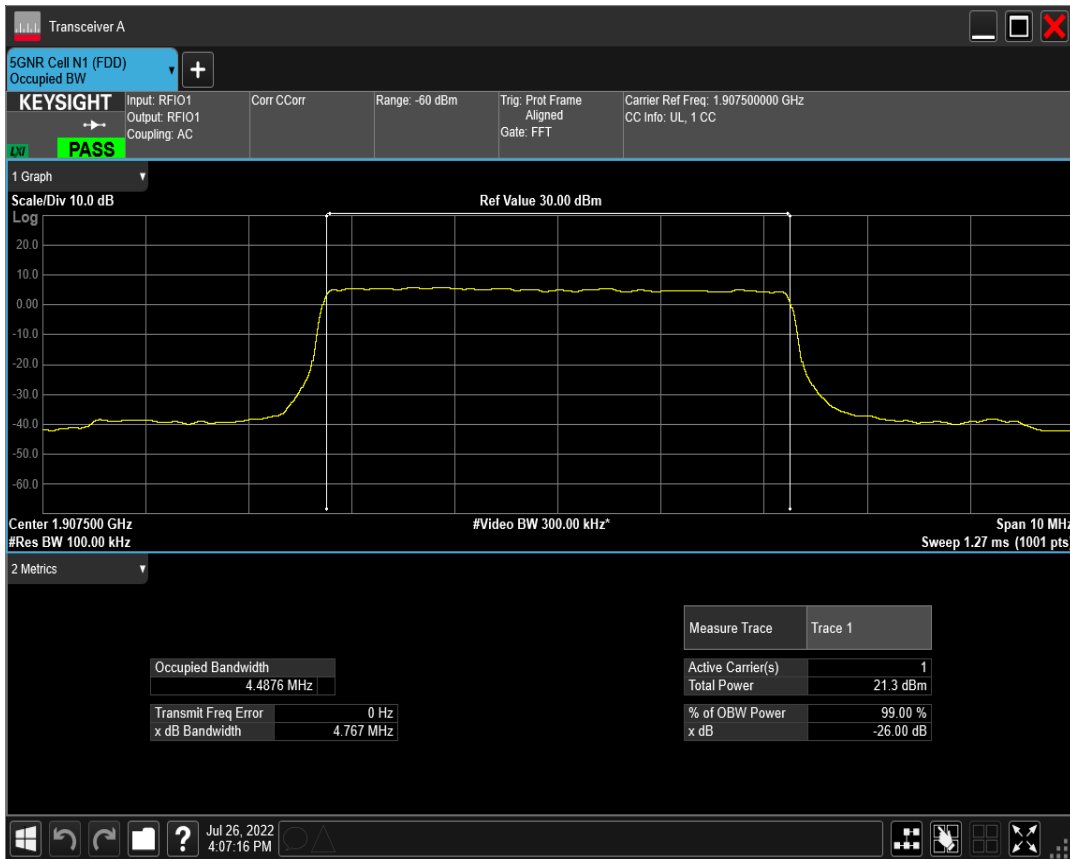 Transceiver A
5GNR Cell N1 (FDD)
Occupied BW
+
KEYSIGHT
LXI
PASS
Input: RFIO1
Output: RFIO1
Coupling: AC
Corr CCorr
Range: -60 dBm
Trig: Prot Frame
Aligned
Gate: FFT
Carrier Ref Freq: 1.907500000 GHz
CC Info: UL, 1 CC
1 Graph
Scale/Div 10.0 dB
Ref Value 30.00 dBm
Log
20.0
10.0
0.00
-10.0
-20.0
-30.0
-40.0
-50.0
-60.0
Center 1.907500 GHz
#Video BW 300.00 kHz*
Span 10 MHz
#Res BW 100.00 kHz
Sweep 1.27 ms (1001 pts)
2 Metrics
Measure Trace Trace 1
Occupied Bandwidth
4.4876 MHz
Active Carrier(s) 1
Total Power 21.3 dBm
Transmit Freq Error 0 Hz
x dB Bandwidth 4.767 MHz
% of OBW Power 99.00 %
x dB -26.00 dB
?
Jul 26, 2022
4:07:16 PM